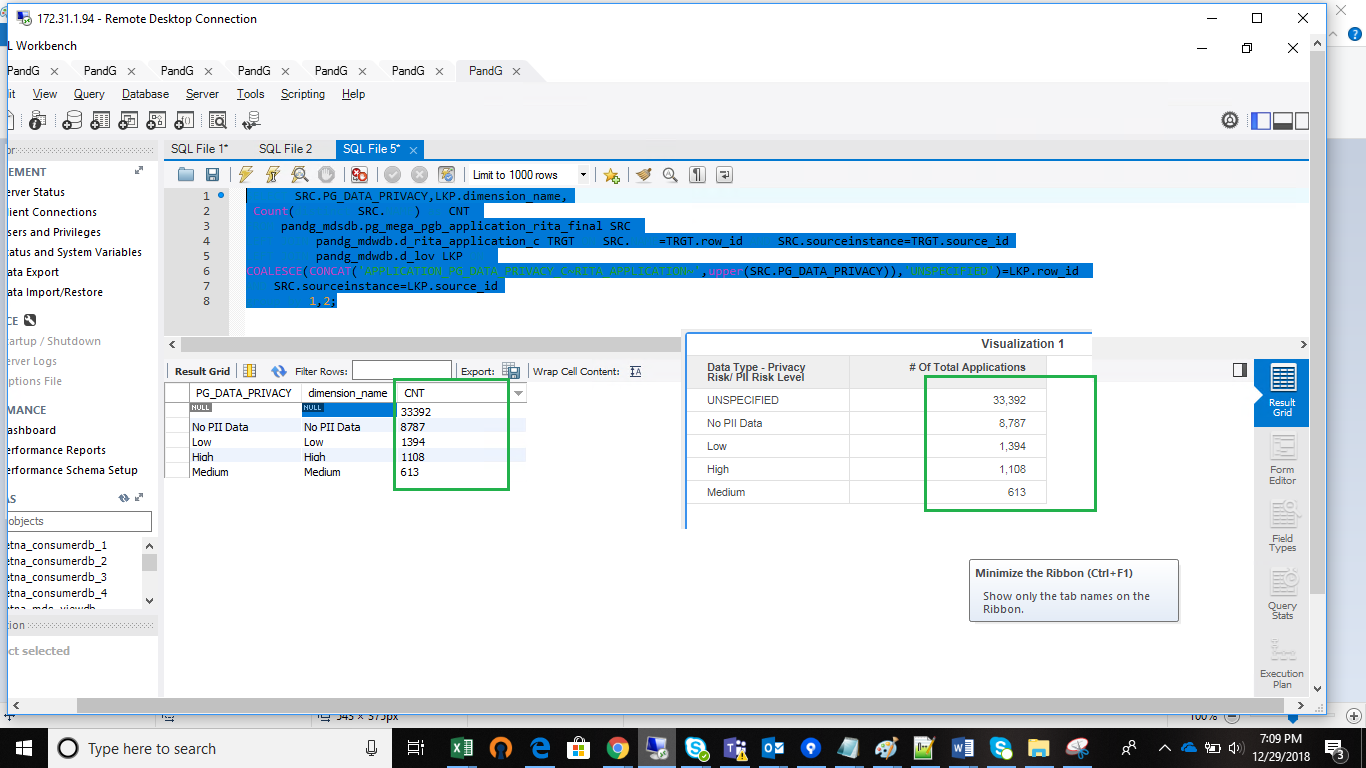 172.31.1.94 - Remote Desktop Connection
L Workbench
PandG PandG PandG PandG PandG PandG PandG
it View Query Database Server Tools Scripting Help
SQL File 1* SQL File 2 SQL File 5*
EMENT
erver Status
lient Connections
sers and Privileges
tatus and System Variables
ata Export
ata Import/Restore
CE
tartup / Shutdown
erver Logs
ptions File
MANCE
ashboard
erformance Reports
erformance Schema Setup
AS
objects
etna_consumerdb_1
etna_consumerdb_2
etna_consumerdb_3
etna_consumerdb_4
etna_mds_viewdb
tion
ct selected
Limit to 1000 rows
1 SRC.PG_DATA_PRIVACY,LKP.dimension_name,
2 Count( SRC. ) CNT
3 pandg_mdsdb.pg_mega_pgb_application_rita_final SRC
4 pandg_mdwdb.d_rita_application_c TRGT SRC. =TRGT.row_id SRC.sourceinstance=TRGT.source_id
5 pandg_mdwdb.d_lov LKP
6 COALESCE(CONCAT('APPLICATION~PG_DATA_PRIVACY_C~RITA_APPLICATION~',upper(SRC.PG_DATA_PRIVACY)),'UNSPECIFIED')=LKP.row_id
7 SRC.sourceinstance=LKP.source_id
8 1,2;
Result Grid Filter Rows: Export: Wrap Cell Content: IA
PG_DATA_PRIVACY dimension_name CNT
NULL NULL 33392
No PII Data No PII Data 8787
Low Low 1394
High High 1108
Medium Medium 613
Visualization 1
Data Type - Privacy
Risk/ PII Risk Level
# Of Total Applications
UNSPECIFIED 33,392
No PII Data 8,787
Low 1,394
High 1,108
Medium 613
Minimize the Ribbon (Ctrl+F1)
Show only the tab names on the
Ribbon.
Result
Grid
Form
Editor
Field
Types
Query
Stats
Execution
Plan
543 × 375px
100%
Type here to search
7:09 PM
12/29/2018
3